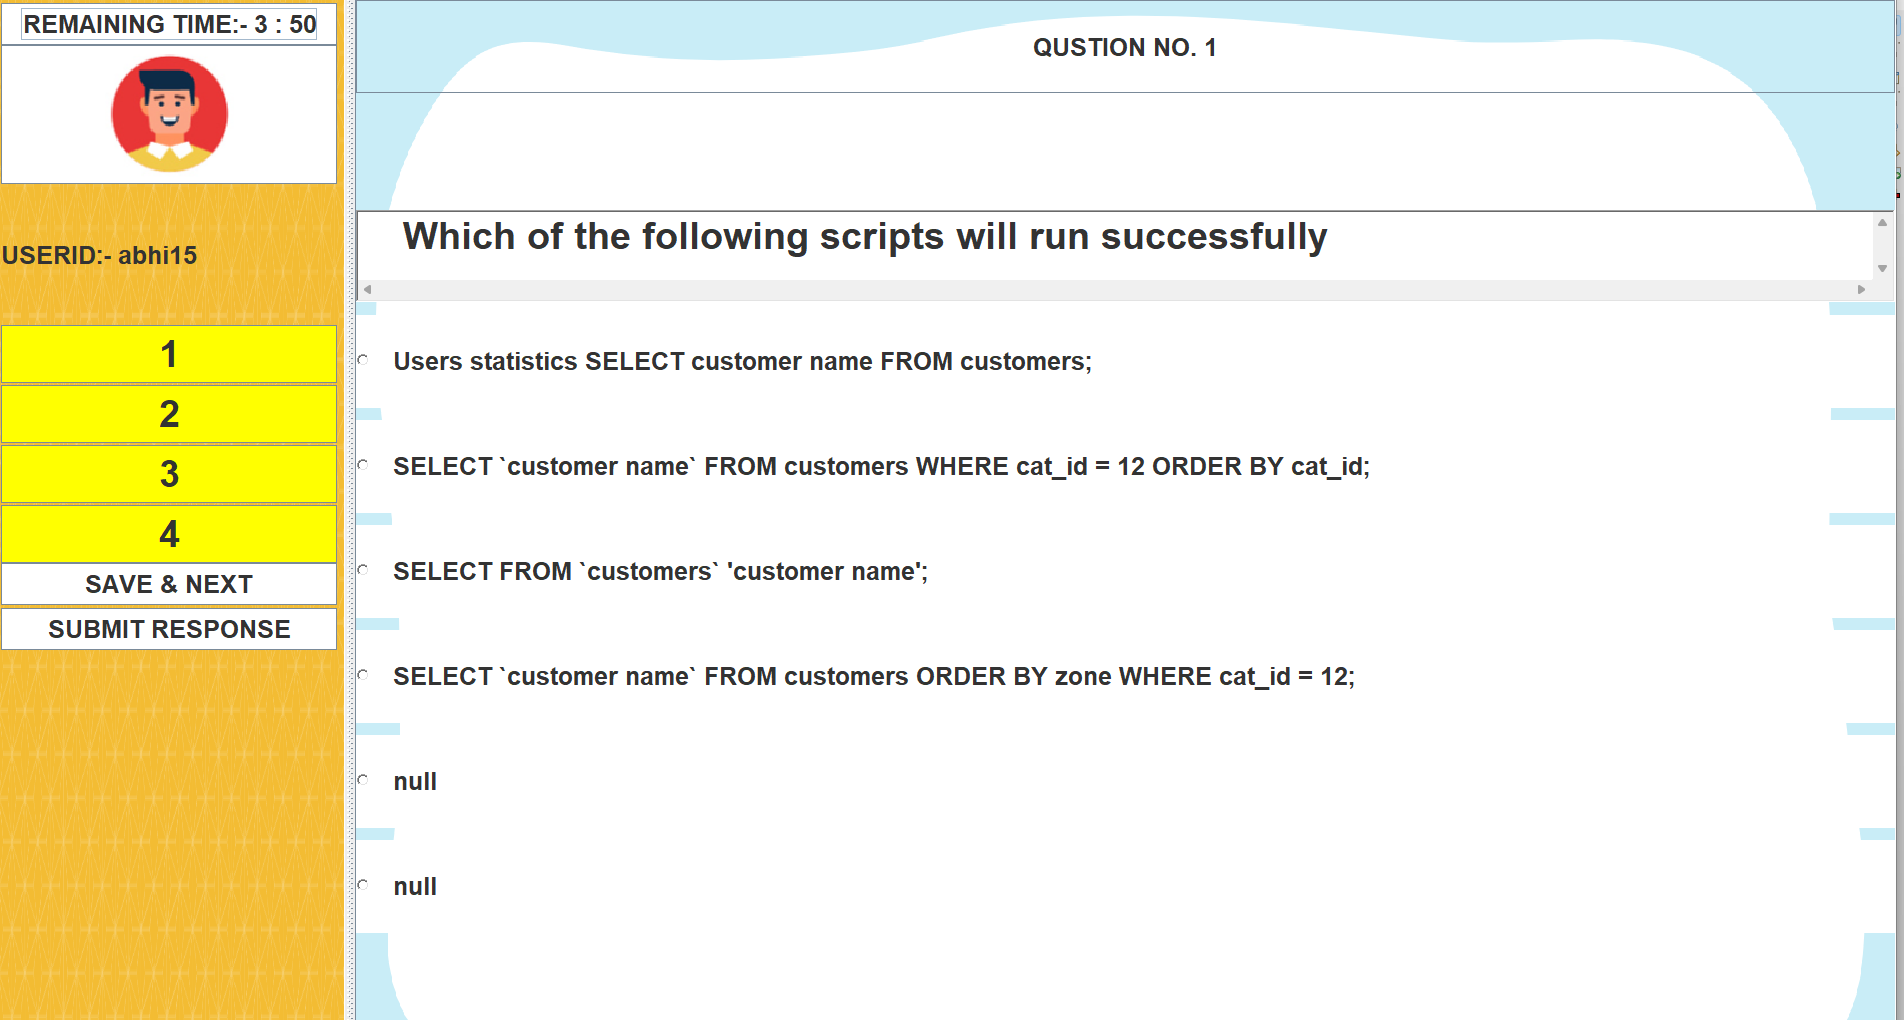 REMAINING TIME:- 3 : 50
USERID:- abhi15
1
2
3
4
SAVE & NEXT
SUBMIT RESPONSE
QUSTION NO. 1
Which of the following scripts will run successfully
Users statistics SELECT customer name FROM customers;
SELECT `customer name` FROM customers WHERE cat_id = 12 ORDER BY cat_id;
SELECT FROM `customers` 'customer name';
SELECT `customer name` FROM customers ORDER BY zone WHERE cat_id = 12;
null
null